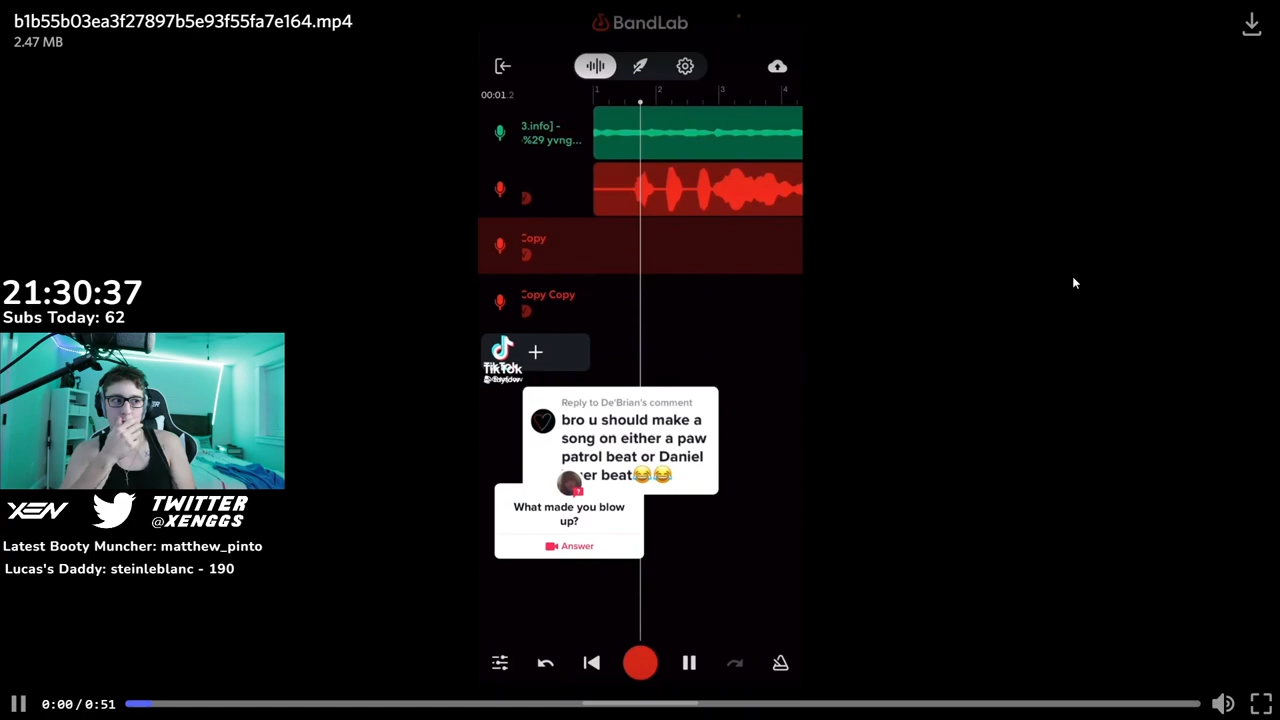 b1b55b03ea3f27897b5e93f55fa7e164.mp4
2.47 MB
BandLab
00:01.2
1 2 3 4
3.info] -
%29 yvng...
Copy
Copy Copy
TikTok
Reply to De'Brian's comment
bro u should make a
song on either a paw
patrol beat or Daniel
er beat😂😂
What made you blow
up?
Answer
21:30:37
Subs Today: 62
XEN
TWITTER
@XENGGS
Latest Booty Muncher: matthew_pinto
Lucas's Daddy: steinleblanc - 190
0:00 / 0:51